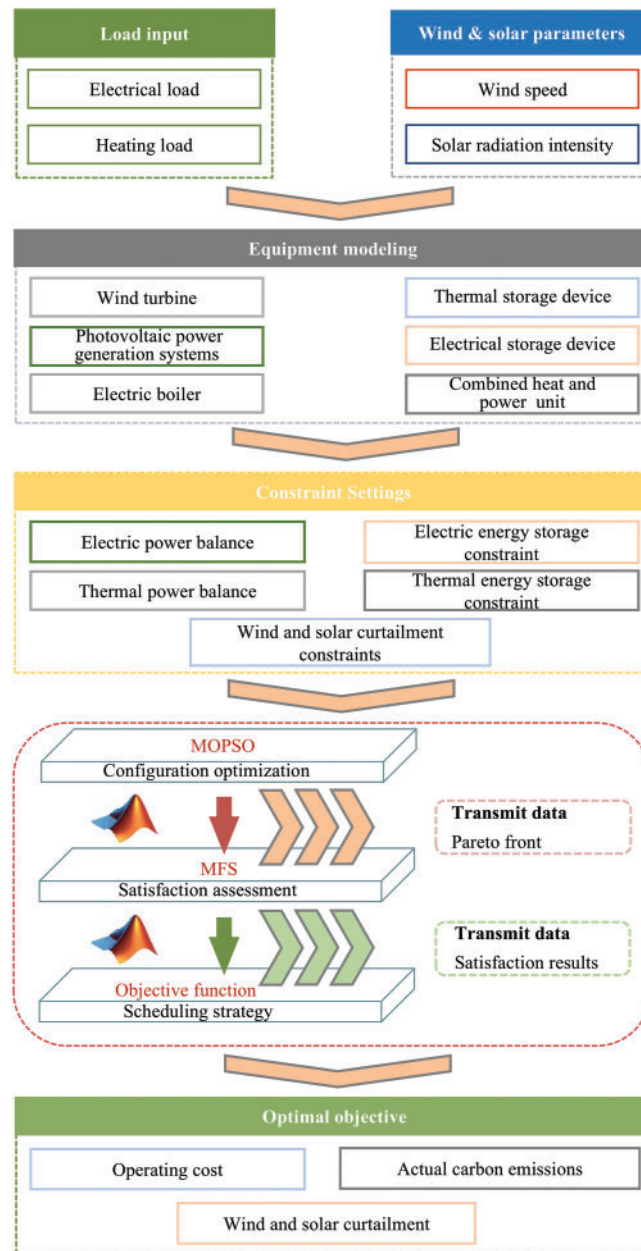 Load input
Electrical load
Heating load
Wind & solar parameters
Wind speed
Solar radiation intensity
Equipment modeling
Wind turbine
Photovoltaic power
generation systems
Electric boiler
Thermal storage device
Electrical storage device
Combined heat and
power unit
Constraint Settings
Electric power balance
Thermal power balance
Electric energy storage
constraint
Thermal energy storage
constraint
Wind and solar curtailment
constraints
MOPSO
Configuration optimization
Transmit data
Pareto front
MFS
Satisfaction assessment
Transmit data
Satisfaction results
Objective function
Scheduling strategy
Optimal objective
Operating cost
Actual carbon emissions
Wind and solar curtailment